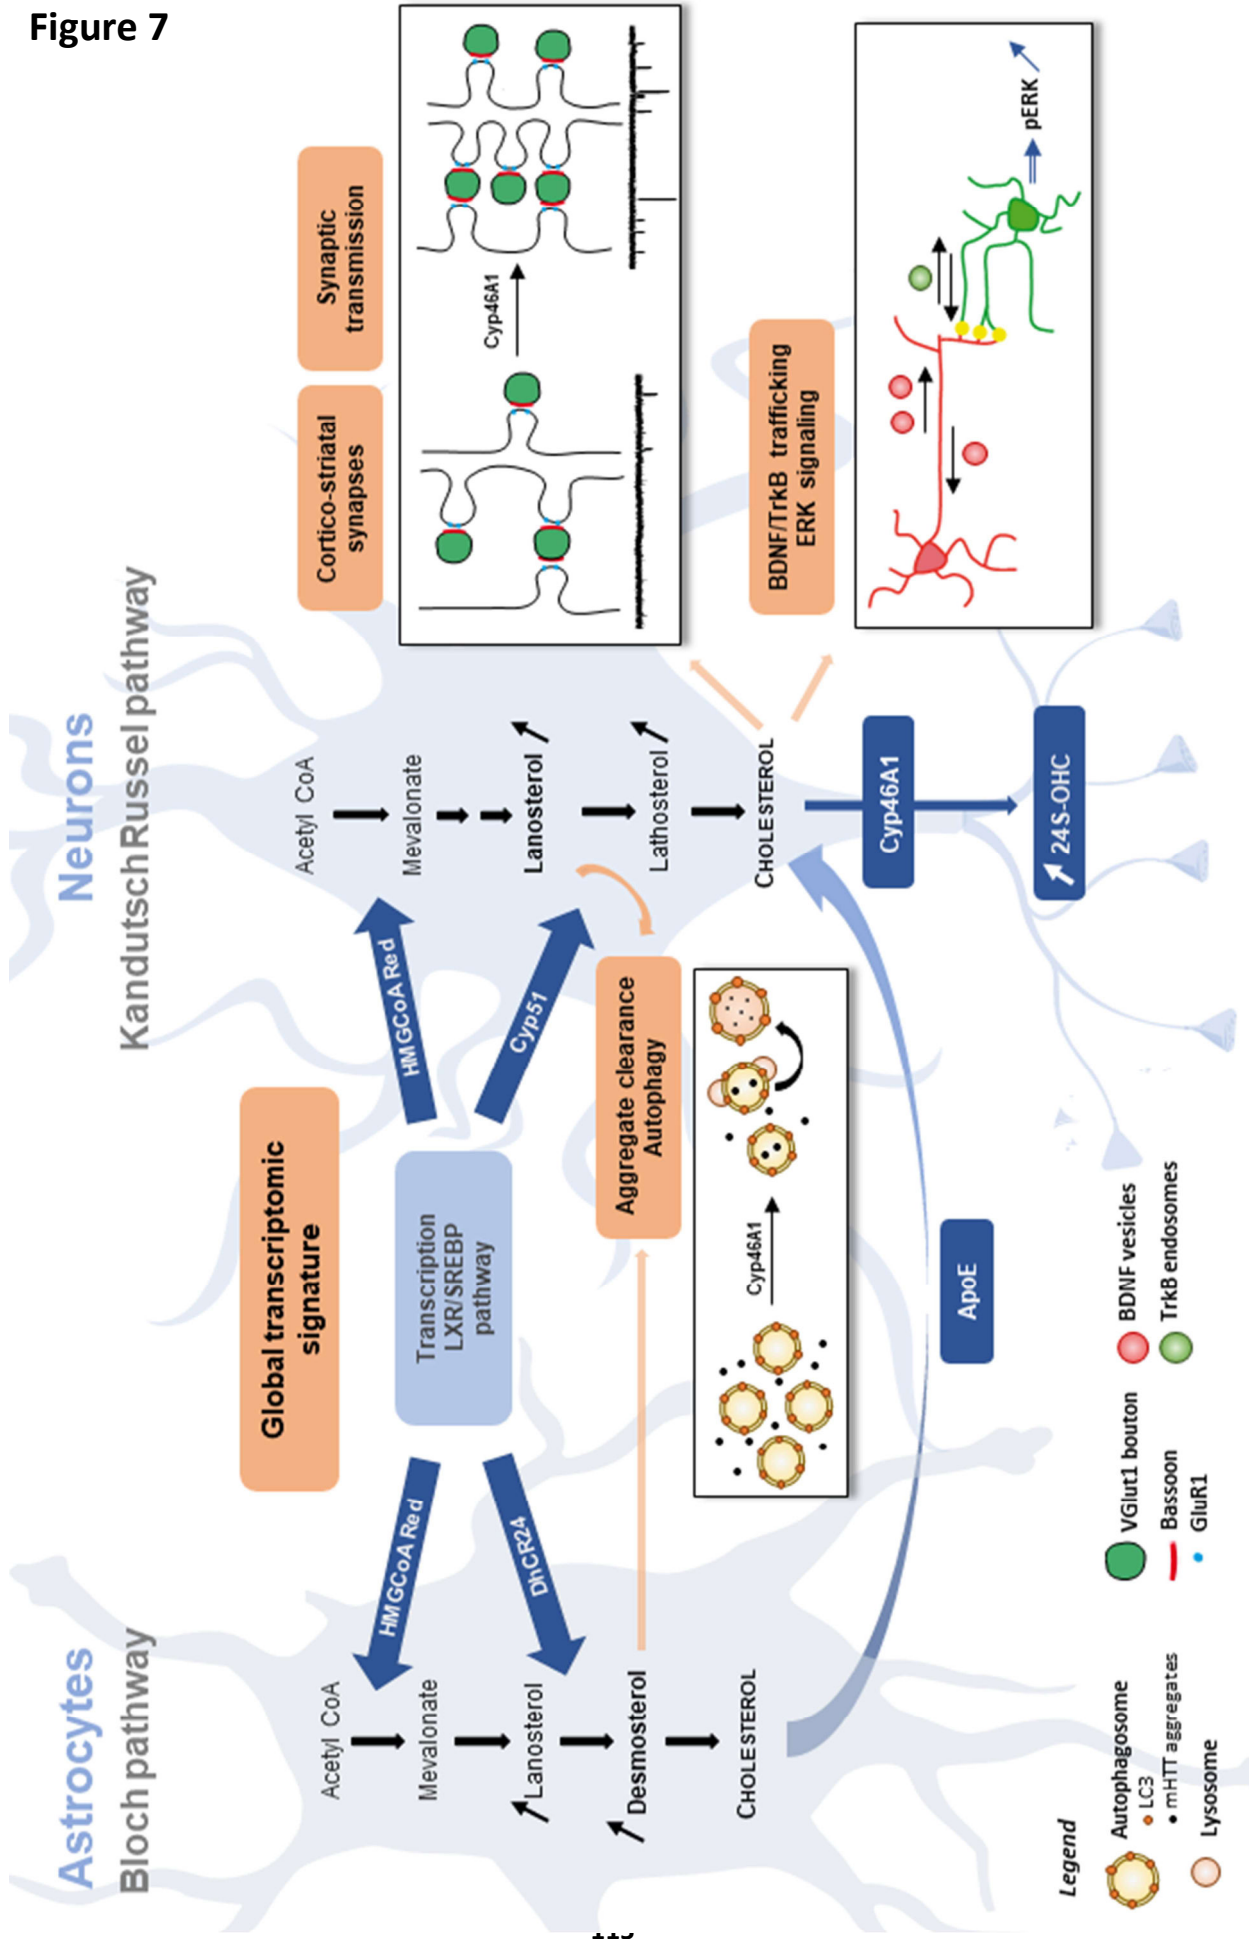 Figure 7
Astrocytes
Bloch pathway
Neurons
KandutschRussel pathway
Global transcriptomic
signature
Transcription
LXR/SREBP
pathway
HMGCoA Red
DhCR24
HMGCoA Red
Cyp51
Acetyl CoA
Mevalonate
Lanosterol
Desmosterol
CHOLESTEROL
Acetyl CoA
Mevalonate
Lanosterol
Lathosterol
CHOLESTEROL
Aggregate clearance
Autophagy
Cyp46A1
ApoE
Cyp46A1
24S-OHC
Cortico-striatal
synapses
Synaptic
transmission
Cyp46A1
BDNF/TrkB trafficking
ERK signaling
pERK
Legend
Autophagosome
LC3
mHTT aggregates
Lysosome
VGlut1 bouton
Bassoon
GluR1
BDNF vesicles
TrkB endosomes